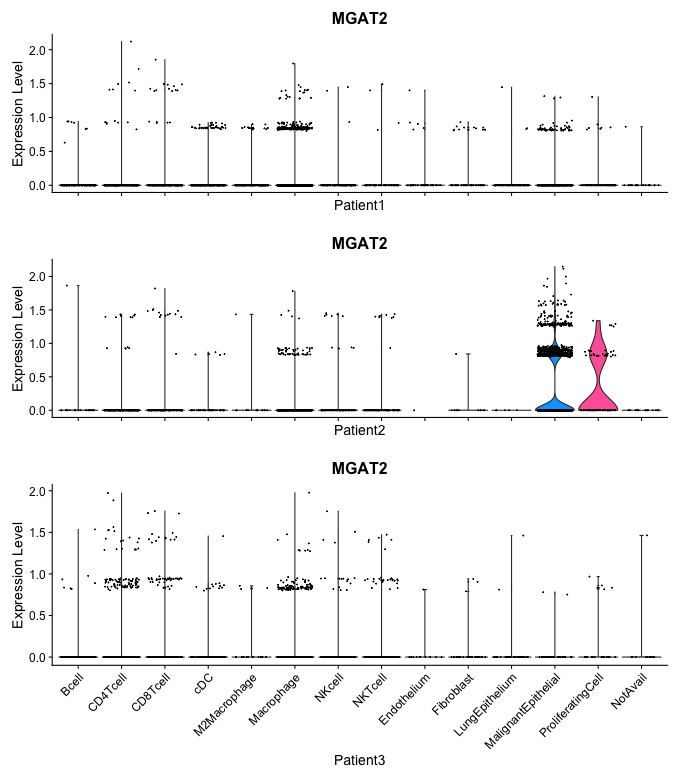 MGAT2
Expression Level
2.0
1.5
1.0
0.5
0.0
Patient1
MGAT2
Expression Level
2.0
1.5
1.0
0.5
0.0
Patient2
MGAT2
Expression Level
2.0
1.5
1.0
0.5
0.0
Bcell
CD4Tcell
CD8Tcell
cDC
M2Macrophage
Macrophage
NKcell
NKTcell
Endothelium
Fibroblast
LungEpithelium
MalignantEpithelial
ProliferatingCell
NotAvail
Patient3